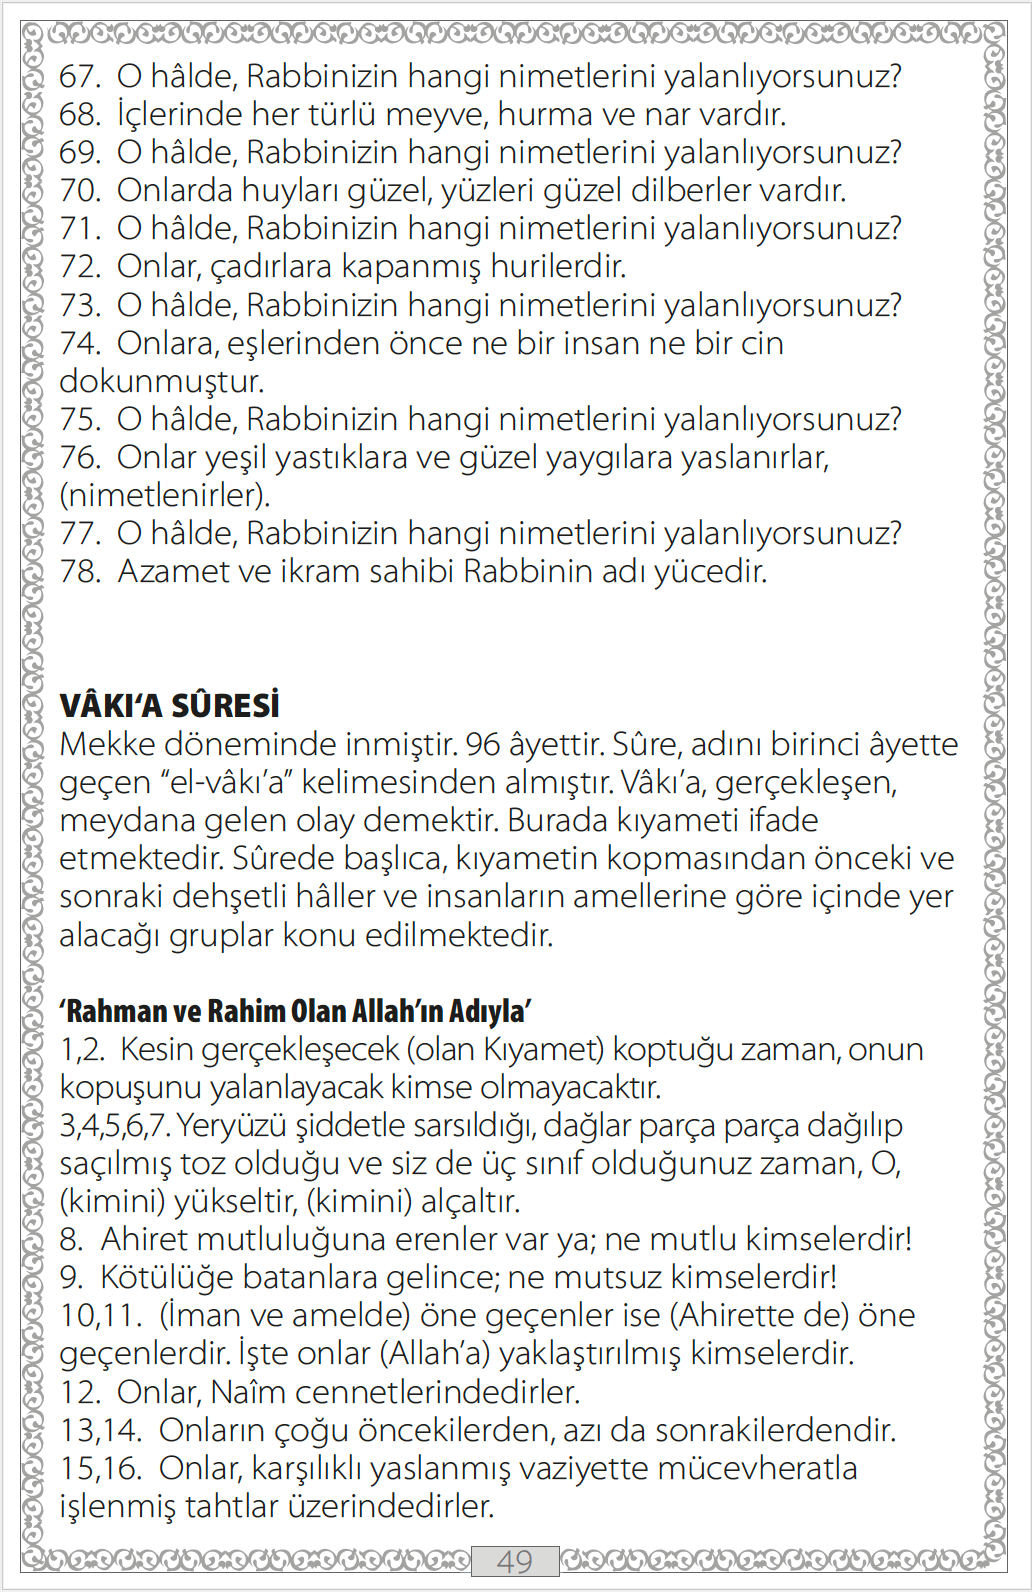 67.  O hâlde, Rabbinizin hangi nimetlerini yalanlıyorsunuz?
68.  İçlerinde her türlü meyve, hurma ve nar vardır.
69.  O hâlde, Rabbinizin hangi nimetlerini yalanlıyorsunuz?
70.  Onlarda huyları güzel, yüzleri güzel dilberler vardır.
71.  O hâlde, Rabbinizin hangi nimetlerini yalanlıyorsunuz?
72.  Onlar, çadırlara kapanmış hurilerdir.
73.  O hâlde, Rabbinizin hangi nimetlerini yalanlıyorsunuz?
74.  Onlara, eşlerinden önce ne bir insan ne bir cin
dokunmuştur.
75.  O hâlde, Rabbinizin hangi nimetlerini yalanlıyorsunuz?
76.  Onlar yeşil yastıklara ve güzel yaygılara yaslanırlar,
(nimetlenirler).
77.  O hâlde, Rabbinizin hangi nimetlerini yalanlıyorsunuz?
78.  Azamet ve ikram sahibi Rabbinin adı yücedir.
VÂKI‘A SÛRESİ
Mekke döneminde inmiştir. 96 âyettir. Sûre, adını birinci âyette
geçen “el-vâkı’a” kelimesinden almıştır. Vâkı’a, gerçekleşen,
meydana gelen olay demektir. Burada kıyameti ifade
etmektedir. Sûrede başlıca, kıyametin kopmasından önceki ve
sonraki dehşetli hâller ve insanların amellerine göre içinde yer
alacağı gruplar konu edilmektedir.
‘Rahman ve Rahim Olan Allah’ın Adıyla’
1,2.  Kesin gerçekleşecek (olan Kıyamet) koptuğu zaman, onun
kopuşunu yalanlayacak kimse olmayacaktır.
3,4,5,6,7. Yeryüzü şiddetle sarsıldığı, dağlar parça parça dağılıp
saçılmış toz olduğu ve siz de üç sınıf olduğunuz zaman, O,
(kimini) yükseltir, (kimini) alçaltır.
8.  Ahiret mutluluğuna erenler var ya; ne mutlu kimselerdir!
9.  Kötülüğe batanlara gelince; ne mutsuz kimselerdir!
10,11.  (İman ve amelde) öne geçenler ise (Ahirette de) öne
geçenlerdir. İşte onlar (Allah’a) yaklaştırılmış kimselerdir.
12.  Onlar, Naîm cennetlerindedirler.
13,14.  Onların çoğu öncekilerden, azı da sonrakilerdendir.
15,16.  Onlar, karşılıklı yaslanmış vaziyette mücevheratla
işlenmiş tahtlar üzerindedirler.
49